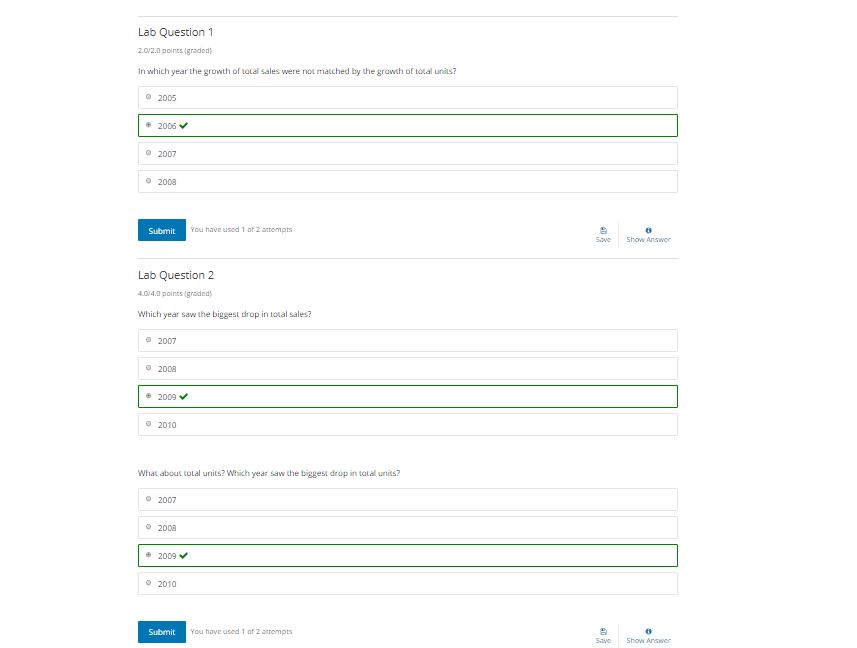 Lab Question 1
2.0/2.0 points (graded)
In which year the growth of total sales were not matched by the growth of total units?
2005
2006
2007
2008
Submit You have used 1 of 2 attempts
Save Show Answer
Lab Question 2
4.0/4.0 points (graded)
Which year saw the biggest drop in total sales?
2007
2008
2009
2010
What about total units? Which year saw the biggest drop in total units?
2007
2008
2009
2010
Submit You have used 1 of 2 attempts
Save Show Answer